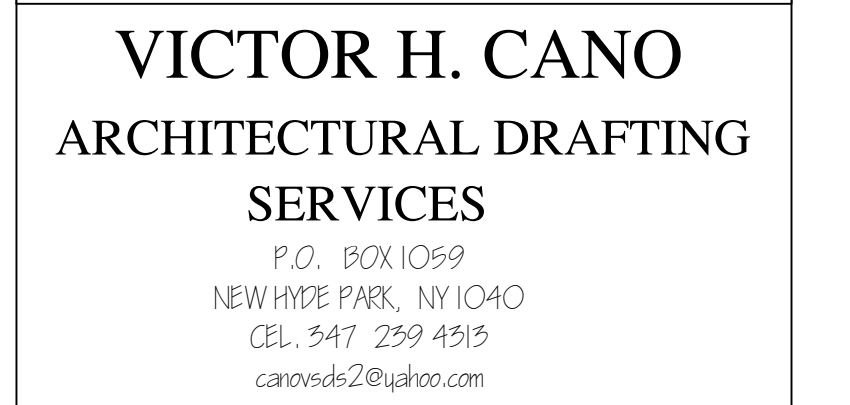 VICTOR H. CANO
ARCHITECTURAL DRAFTING
SERVICES
P.O. BOX 1059
NEW HYDE PARK, NY 1040
CEL. 347 239 4313
canovsds2@yahoo.com